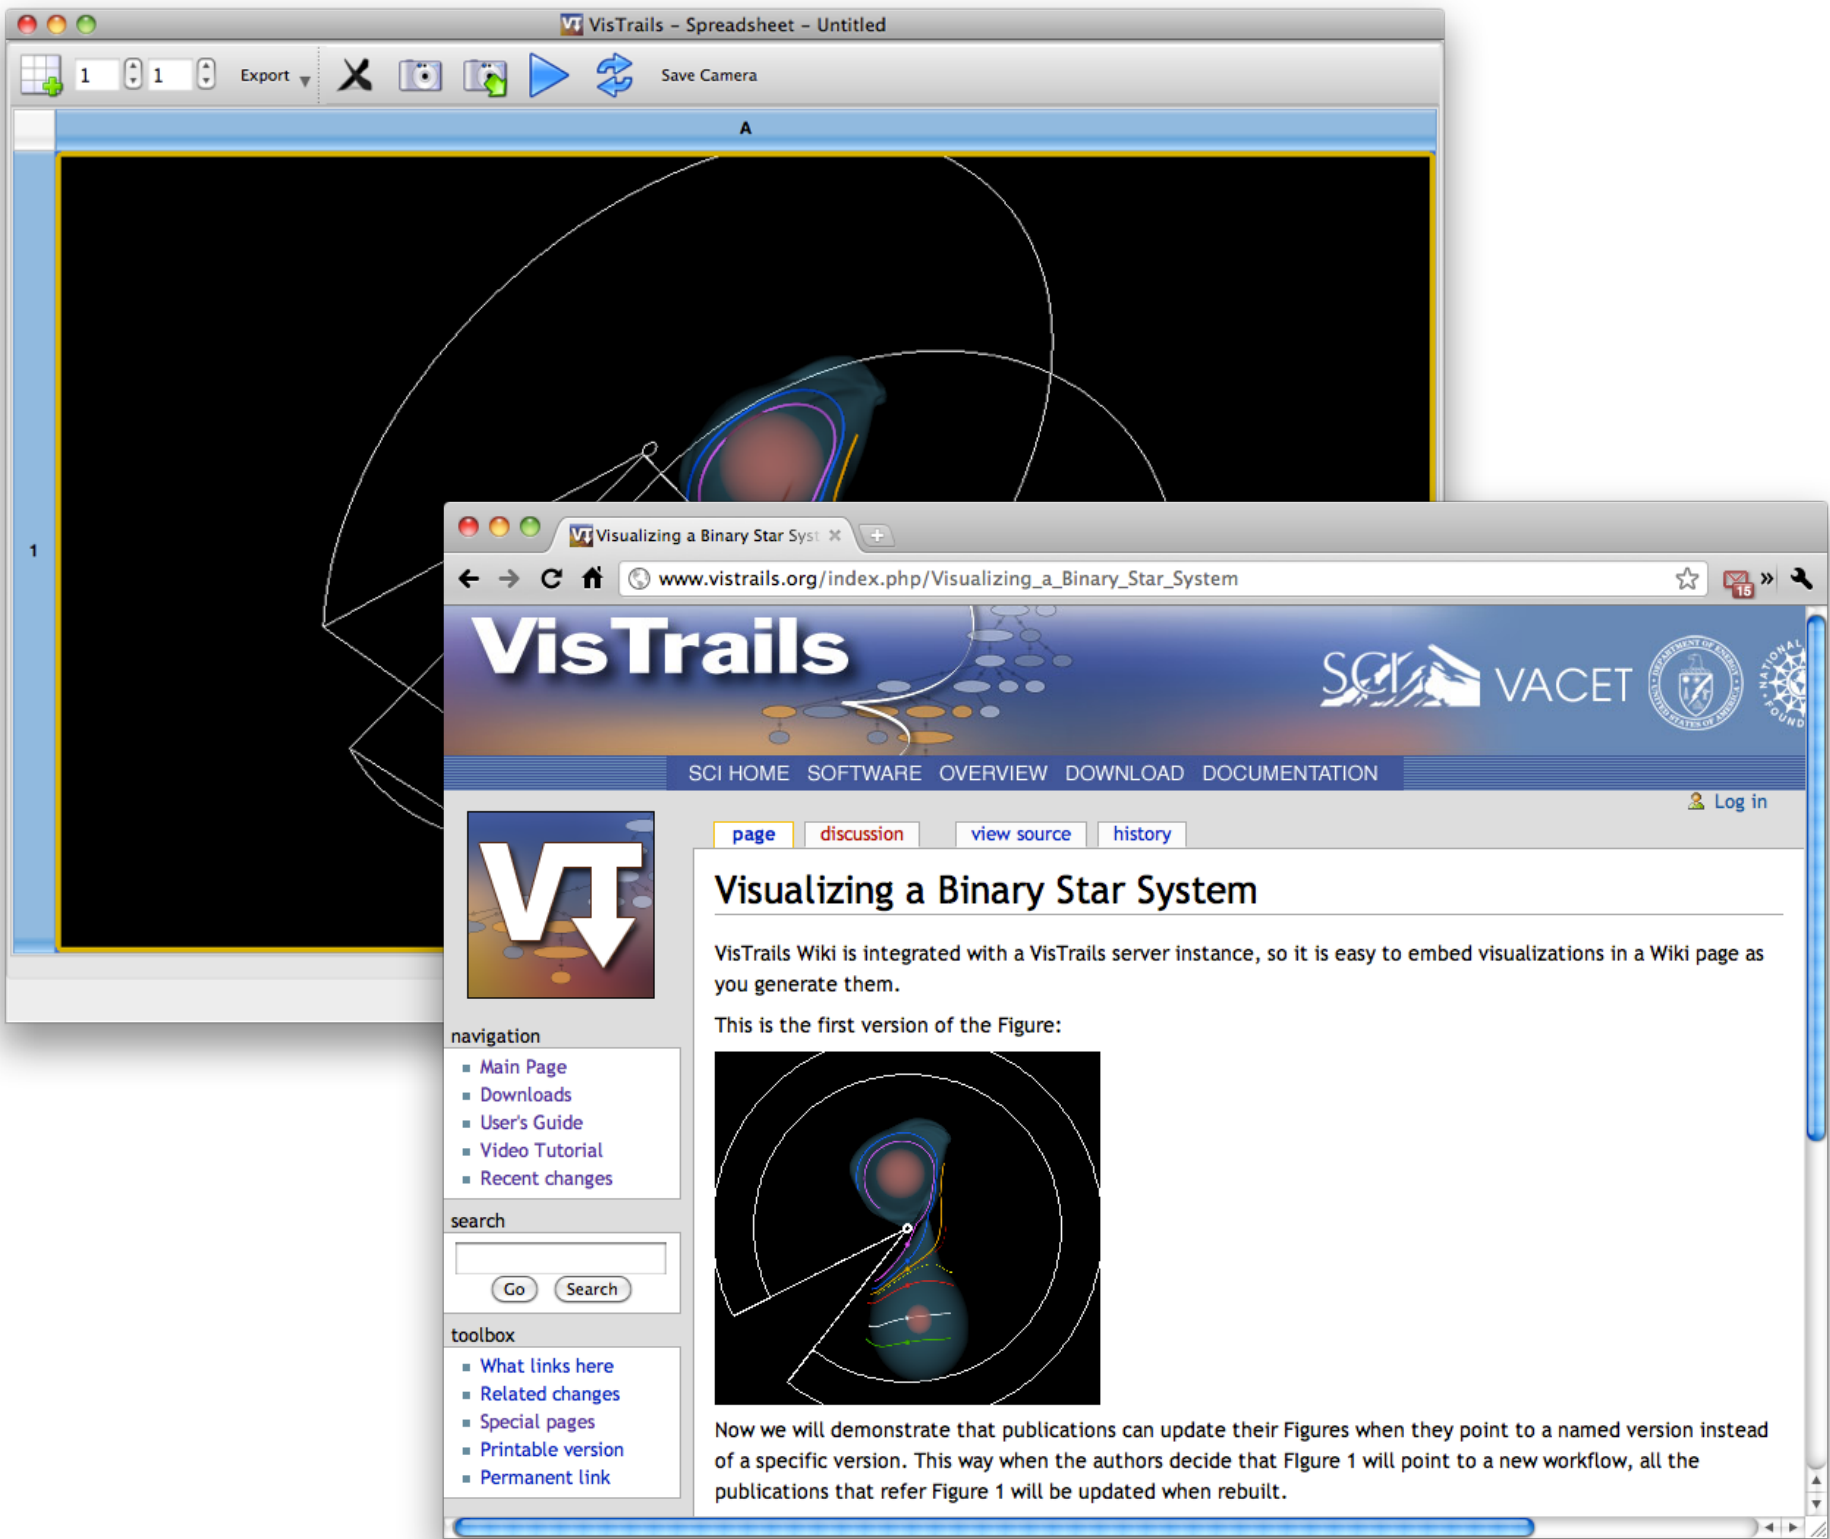 VisTrails – Spreadsheet – Untitled
1 1 Export Save Camera
A
1
Visualizing a Binary Star Syst
www.vistrails.org/index.php/Visualizing_a_Binary_Star_System
15
VisTrails
SCI VACET
SCI HOME SOFTWARE OVERVIEW DOWNLOAD DOCUMENTATION
Log in
page discussion view source history
VT
Visualizing a Binary Star System
VisTrails Wiki is integrated with a VisTrails server instance, so it is easy to embed visualizations in a Wiki page as
you generate them.
This is the first version of the Figure:
navigation
Main Page
Downloads
User's Guide
Video Tutorial
Recent changes
search
Go Search
toolbox
What links here
Related changes
Special pages
Printable version
Permanent link
Now we will demonstrate that publications can update their Figures when they point to a named version instead
of a specific version. This way when the authors decide that FIgure 1 will point to a new workflow, all the
publications that refer Figure 1 will be updated when rebuilt.